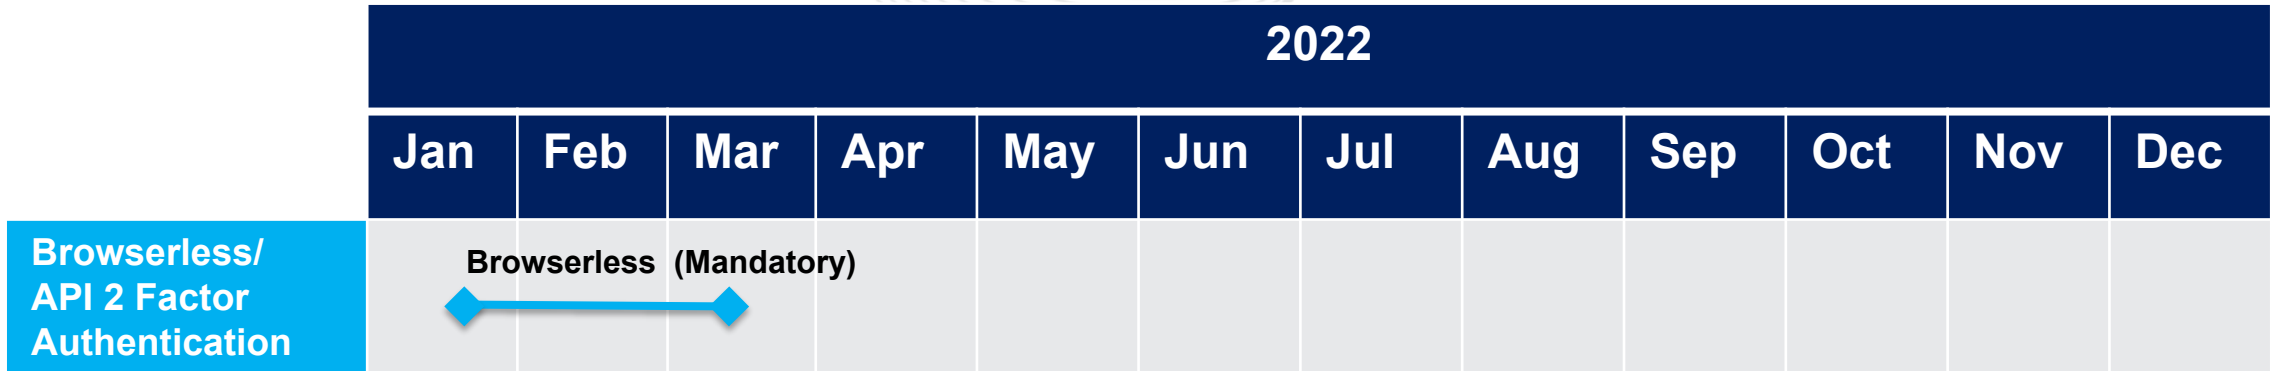 2022
Jan Feb Mar Apr May Jun Jul Aug Sep Oct Nov Dec
Browserless/
API 2 Factor
Authentication
Browserless (Mandatory)